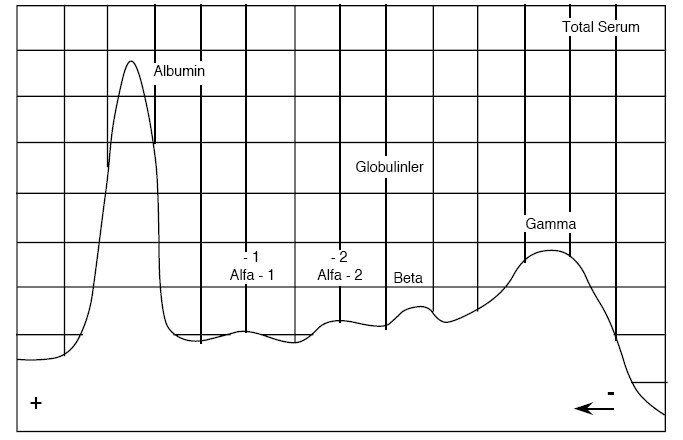 Total Serum
Albumin
Globulinler
Gamma
- 1
Alfa - 1
- 2
Alfa - 2
Beta
+
-